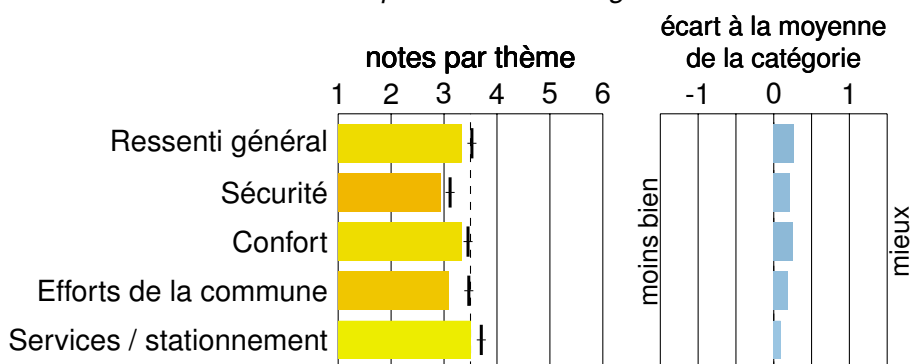 écart à la moyenne
de la catégorie
notes par thème
1 2 3 4 5 6
-1 0 1
Ressenti général
Sécurité
Confort
Efforts de la commune
Services / stationnement
moins bien
mieux